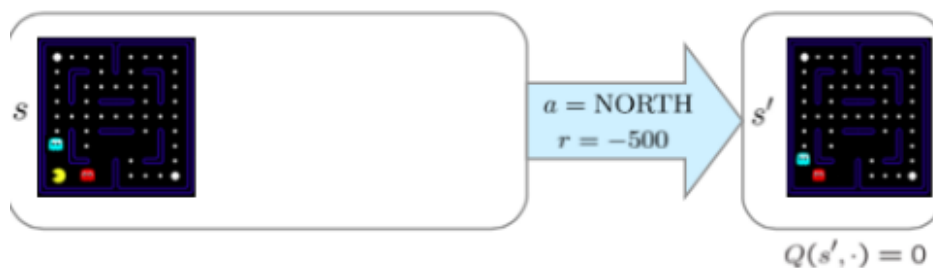 s
a = NORTH
r = −500
s′
Q(s′, ·) = 0